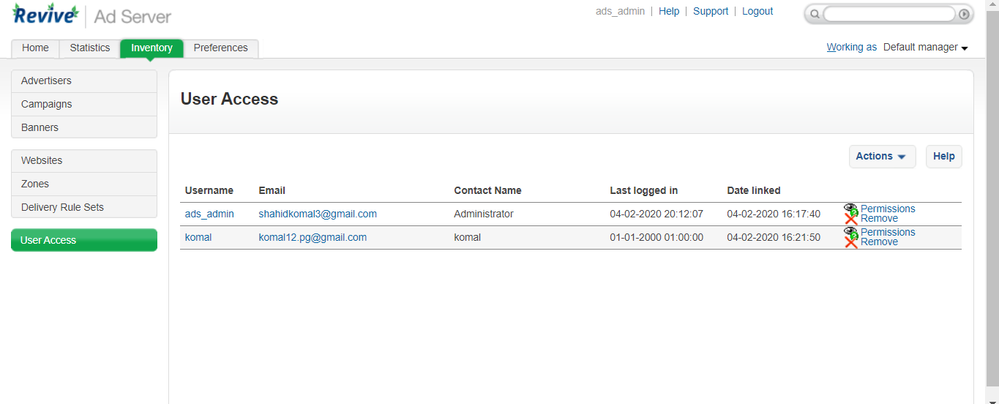 Revive Ad Server
ads_admin | Help | Support | Logout
Home Statistics Inventory Preferences
Working as Default manager
Advertisers
Campaigns
Banners
Websites
Zones
Delivery Rule Sets
User Access
User Access
Actions Help
Username Email Contact Name Last logged in Date linked
ads_admin shahidkomal3@gmail.com Administrator 04-02-2020 20:12:07 04-02-2020 16:17:40 Permissions
Remove
komal komal12.pg@gmail.com komal 01-01-2000 01:00:00 04-02-2020 16:21:50 Permissions
Remove